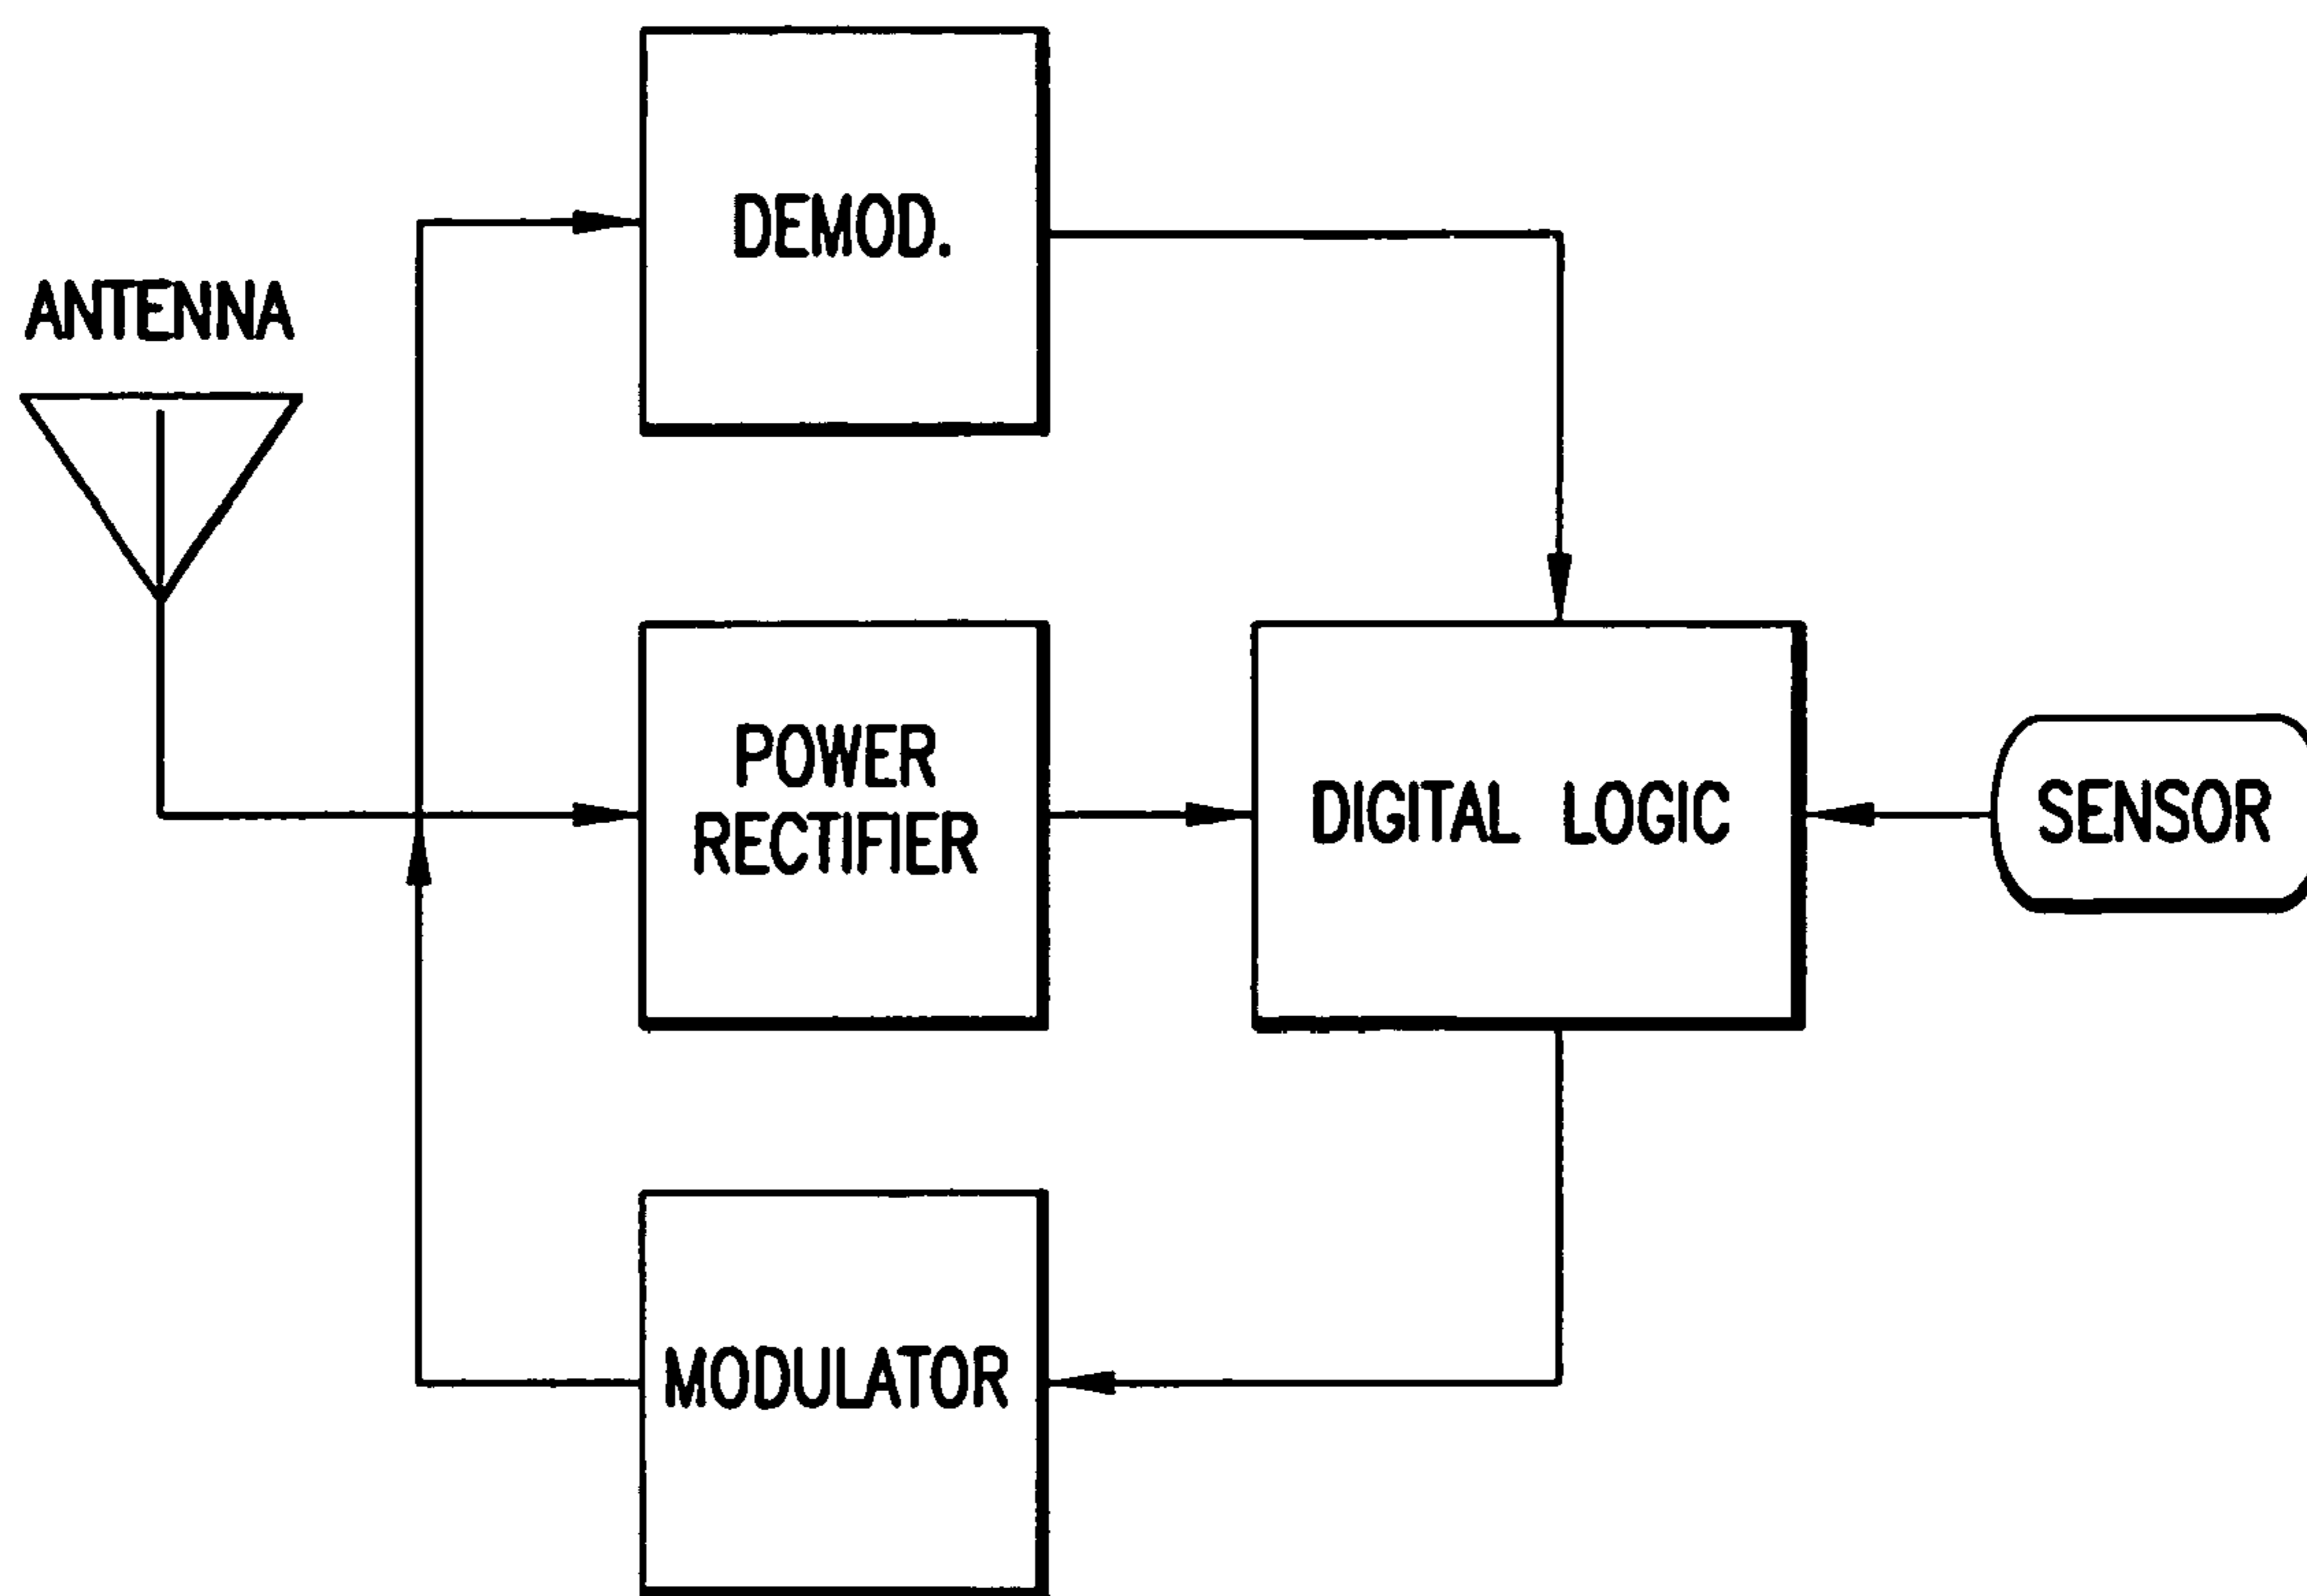 DEMOD.
ANTENNA
POWER
RECTIFIER
DIGITAL LOGIC
SENSOR
MODULATOR